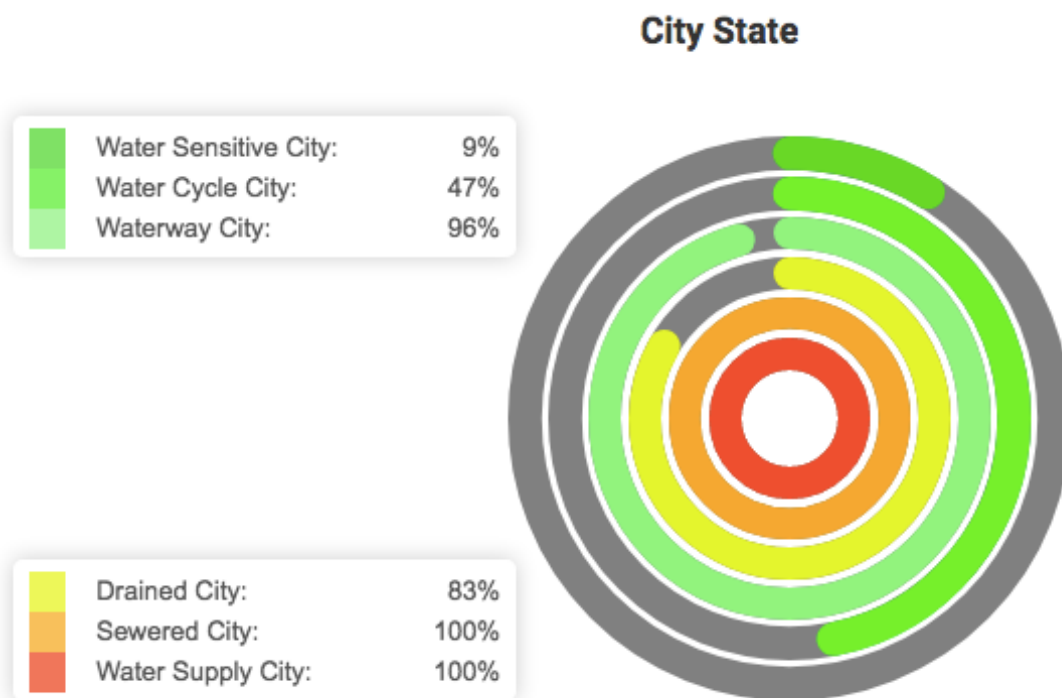 City State
Water Sensitive City: 9%
Water Cycle City: 47%
Waterway City: 96%
Drained City: 83%
Sewered City: 100%
Water Supply City: 100%